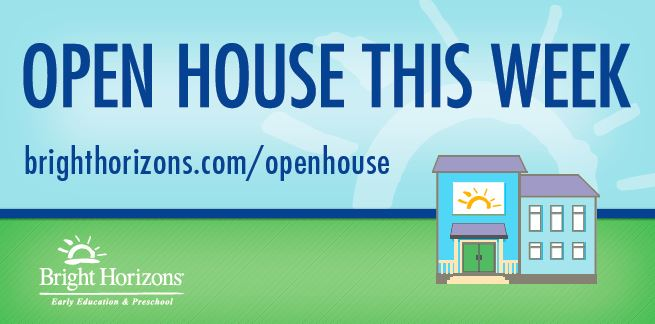 OPEN HOUSE THIS WEEK
brighthorizons.com/openhouse
Bright Horizons®
Early Education & Preschool